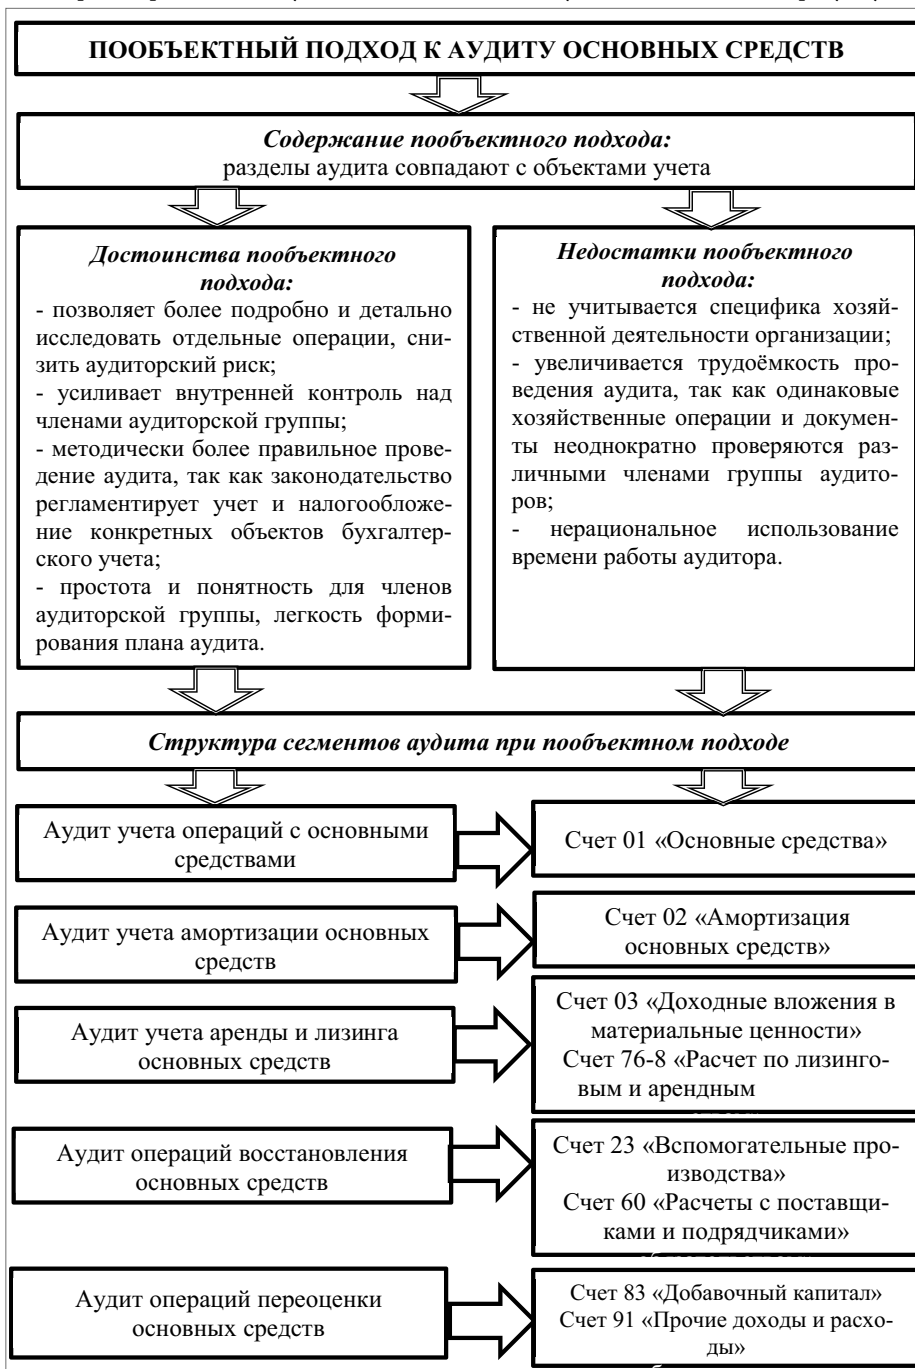 ПООБЪЕКТНЫЙ ПОДХОД К АУДИТУ ОСНОВНЫХ СРЕДСТВ
Содержание пообъектного подхода:
разделы аудита совпадают с объектами учета
Достоинства пообъектного
подхода:
- позволяет более подробно и детально
исследовать отдельные операции, сни-
зить аудиторский риск;
- усиливает внутренней контроль над
членами аудиторской группы;
- методически более правильное прове-
дение аудита, так как законодательство
регламентирует учет и налогообложе-
ние конкретных объектов бухгалтер-
ского учета;
- простота и понятность для членов
аудиторской группы, легкость форми-
рования плана аудита.
Недостатки пообъектного
подхода:
- не учитывается специфика хозяй-
ственной деятельности организации;
- увеличивается трудоёмкость про-
ведения аудита, так как одинаковые
хозяйственные операции и докумен-
ты неоднократно проверяются раз-
личными членами группы аудито-
ров;
- нерациональное использование
времени работы аудитора.
Структура сегментов аудита при пообъектном подходе
Аудит учета операций с основными
средствами
Счет 01 «Основные средства»
Аудит учета амортизации основных
средств
Счет 02 «Амортизация
основных средств»
Аудит учета аренды и лизинга
основных средств
Счет 03 «Доходные вложения в
материальные ценности»
Счет 76-8 «Расчет по лизинго-
вым и арендным
Аудит операций восстановления
основных средств
Счет 23 «Вспомогательные про-
изводства»
Счет 60 «Расчеты с поставщи-
ками и подрядчиками»
Аудит операций переоценки
основных средств
Счет 83 «Добавочный капитал»
Счет 91 «Прочие доходы и расхо-
ды»